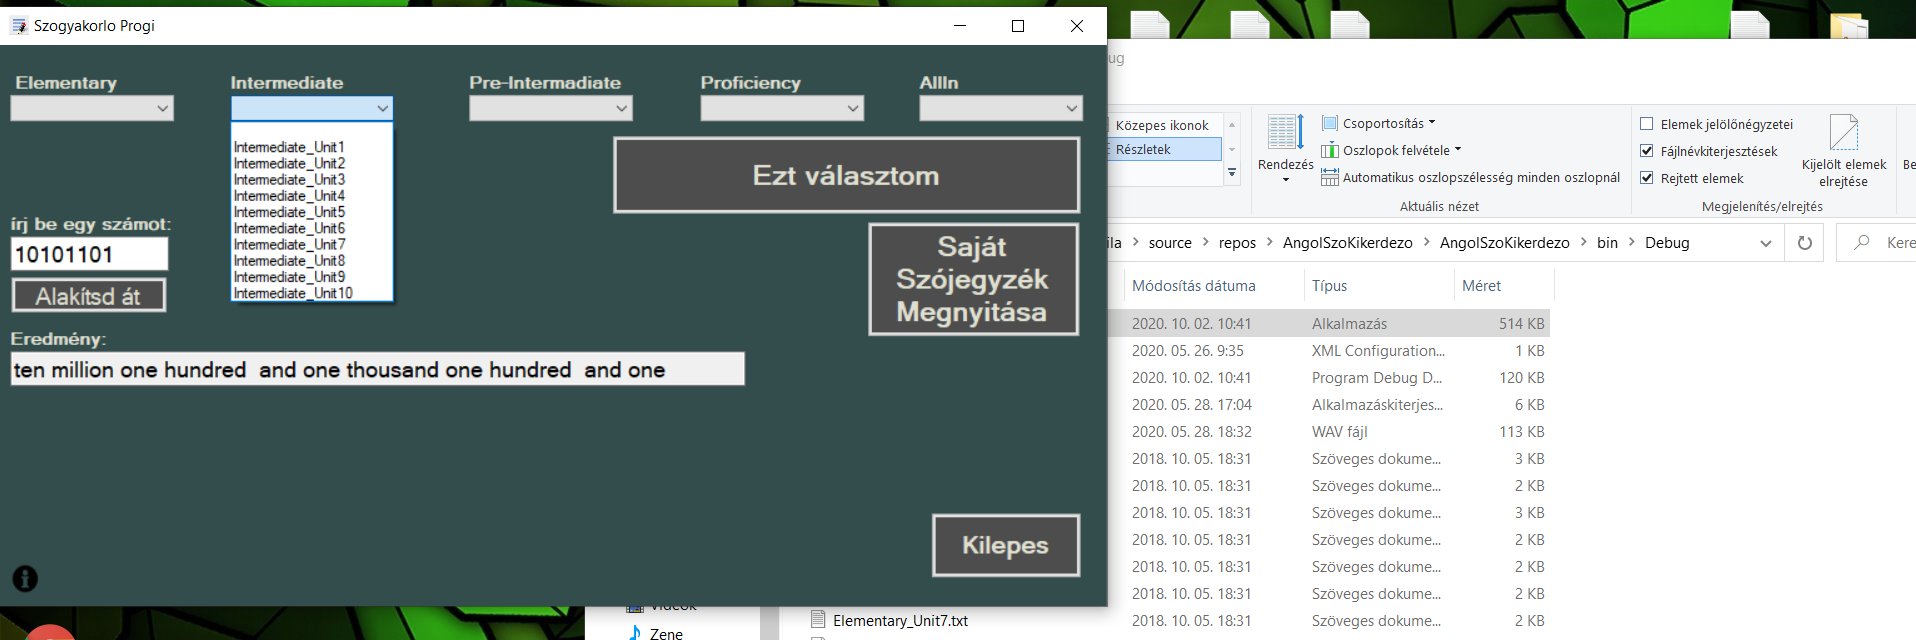 Szogyakorlo Progi
Elementary
Intermediate
Pre-Intermadiate
Proficiency
AllIn
Intermediate_Unit1
Intermediate_Unit2
Intermediate_Unit3
Intermediate_Unit4
Intermediate_Unit5
Intermediate_Unit6
Intermediate_Unit7
Intermediate_Unit8
Intermediate_Unit9
Intermediate_Unit10
Ezt választom
írj be egy számot:
10101101
Alakítsd át
Saját
Szójegyzék
Megnyitása
Eredmény:
ten million one hundred  and one thousand one hundred  and one
Kilepes
Közepes ikonok
Részletek
Rendezés
Csoportosítás
Oszlopok felvétele
Automatikus oszlopszélesség minden oszlopnál
Aktuális nézet
Elemek jelölőnégyzetei
Fájlnévkiterjesztések
Rejtett elemek
Kijelölt elemek
elrejtése
Megjelenítés/elrejtés
source > repos > AngolSzoKikerdezo > AngolSzoKikerdezo > bin > Debug
Módosítás dátuma Típus Méret
2020. 10. 02. 10:41 Alkalmazás 514 KB
2020. 05. 26. 9:35 XML Configuration... 1 KB
2020. 10. 02. 10:41 Program Debug D... 120 KB
2020. 05. 28. 17:04 Alkalmazáskiterjes... 6 KB
2020. 05. 28. 18:32 WAV fájl 113 KB
2018. 10. 05. 18:31 Szöveges dokume... 3 KB
2018. 10. 05. 18:31 Szöveges dokume... 2 KB
2018. 10. 05. 18:31 Szöveges dokume... 3 KB
2018. 10. 05. 18:31 Szöveges dokume... 2 KB
2018. 10. 05. 18:31 Szöveges dokume... 2 KB
2018. 10. 05. 18:31 Szöveges dokume... 2 KB
Elementary_Unit7.txt 2018. 10. 05. 18:31 Szöveges dokume... 2 KB
Zene